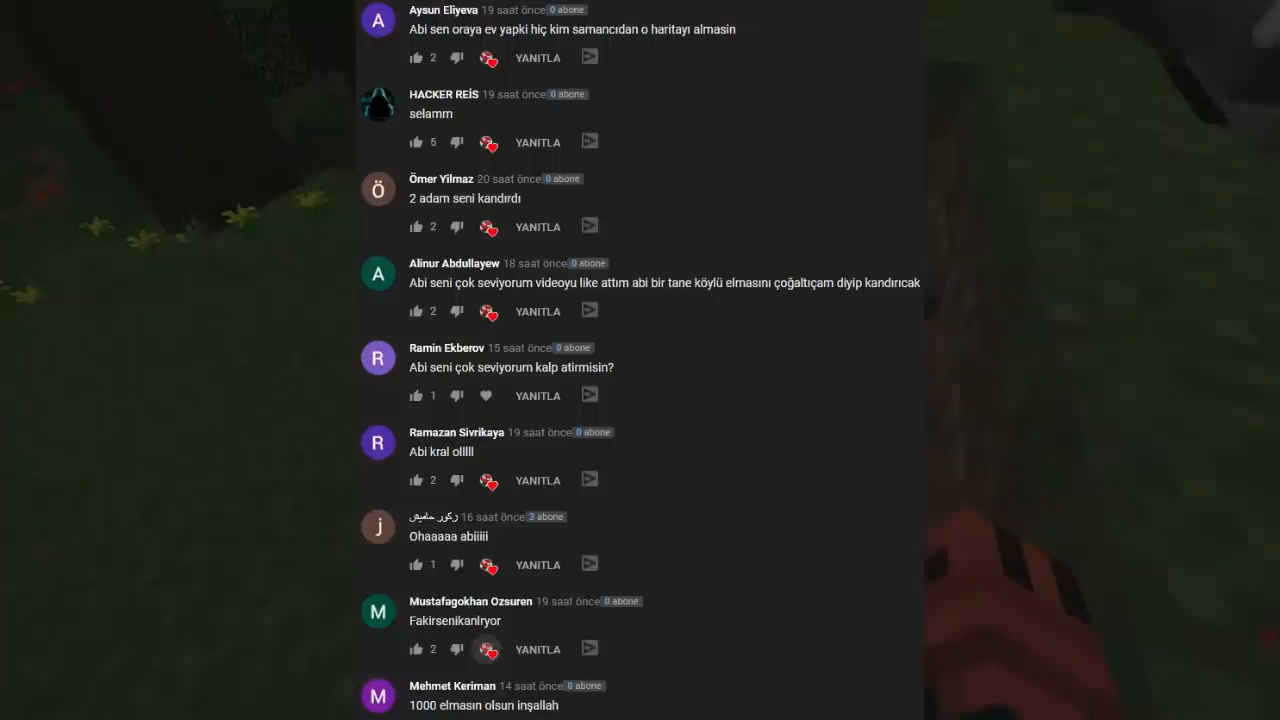 Aysun Eliyeva 19 saat önce 0 abone
Abi sen oraya ev yapki hiç kim samancıdan o haritayı almasin
2 YANITLA
HACKER REİS 19 saat önce 0 abone
selamm
5 YANITLA
Ö
Ömer Yilmaz 20 saat önce 0 abone
2 adam seni kandırdı
2 YANITLA
A
Alinur Abdullayew 18 saat önce 0 abone
Abi seni çok seviyorum videoyu like attım abi bir tane köylü elmasını çoğaltıçam diyip kandırıcak
2 YANITLA
R
Ramin Ekberov 15 saat önce 0 abone
Abi seni çok seviyorum kalp atirmisin?
1 YANITLA
R
Ramazan Sivrikaya 19 saat önce 0 abone
Abi kral olllll
2 YANITLA
16 saat önce 3 abone
Ohaaaaa abiiiii
1 YANITLA
M
Mustafagokhan Ozsuren 19 saat önce 0 abone
Fakirsenikanlryor
2 YANITLA
M
Mehmet Keriman 14 saat önce 0 abone
1000 elmasın olsun inşallah